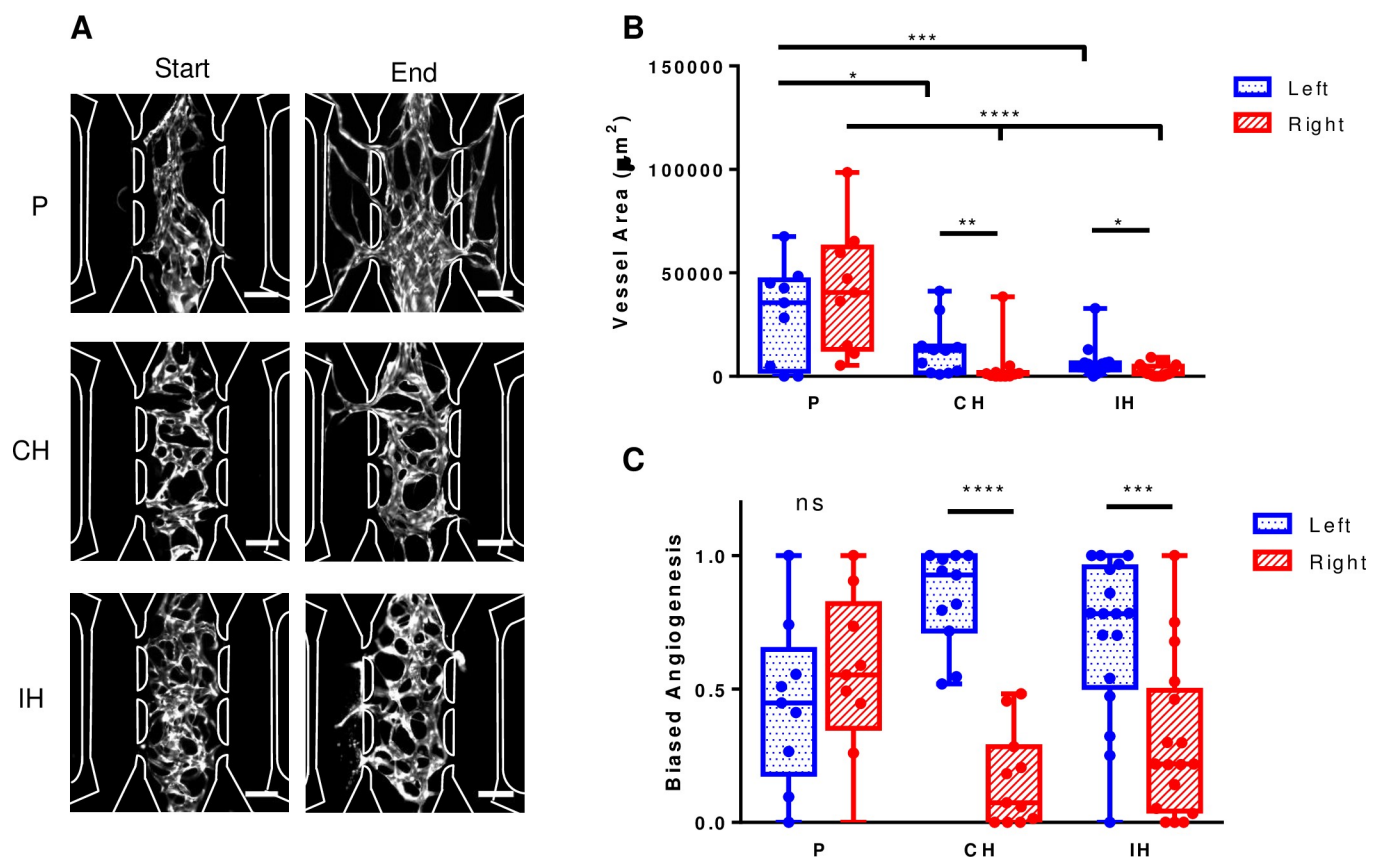 A
Start
End
P
CH
IH
B
***
*
****
**
*
150000
100000
50000
0
Vessel Area (µm²)
P
CH
IH
Left
Right
C
ns
****
***
1.0
0.5
0.0
Biased Angiogenesis
P
CH
IH
Left
Right